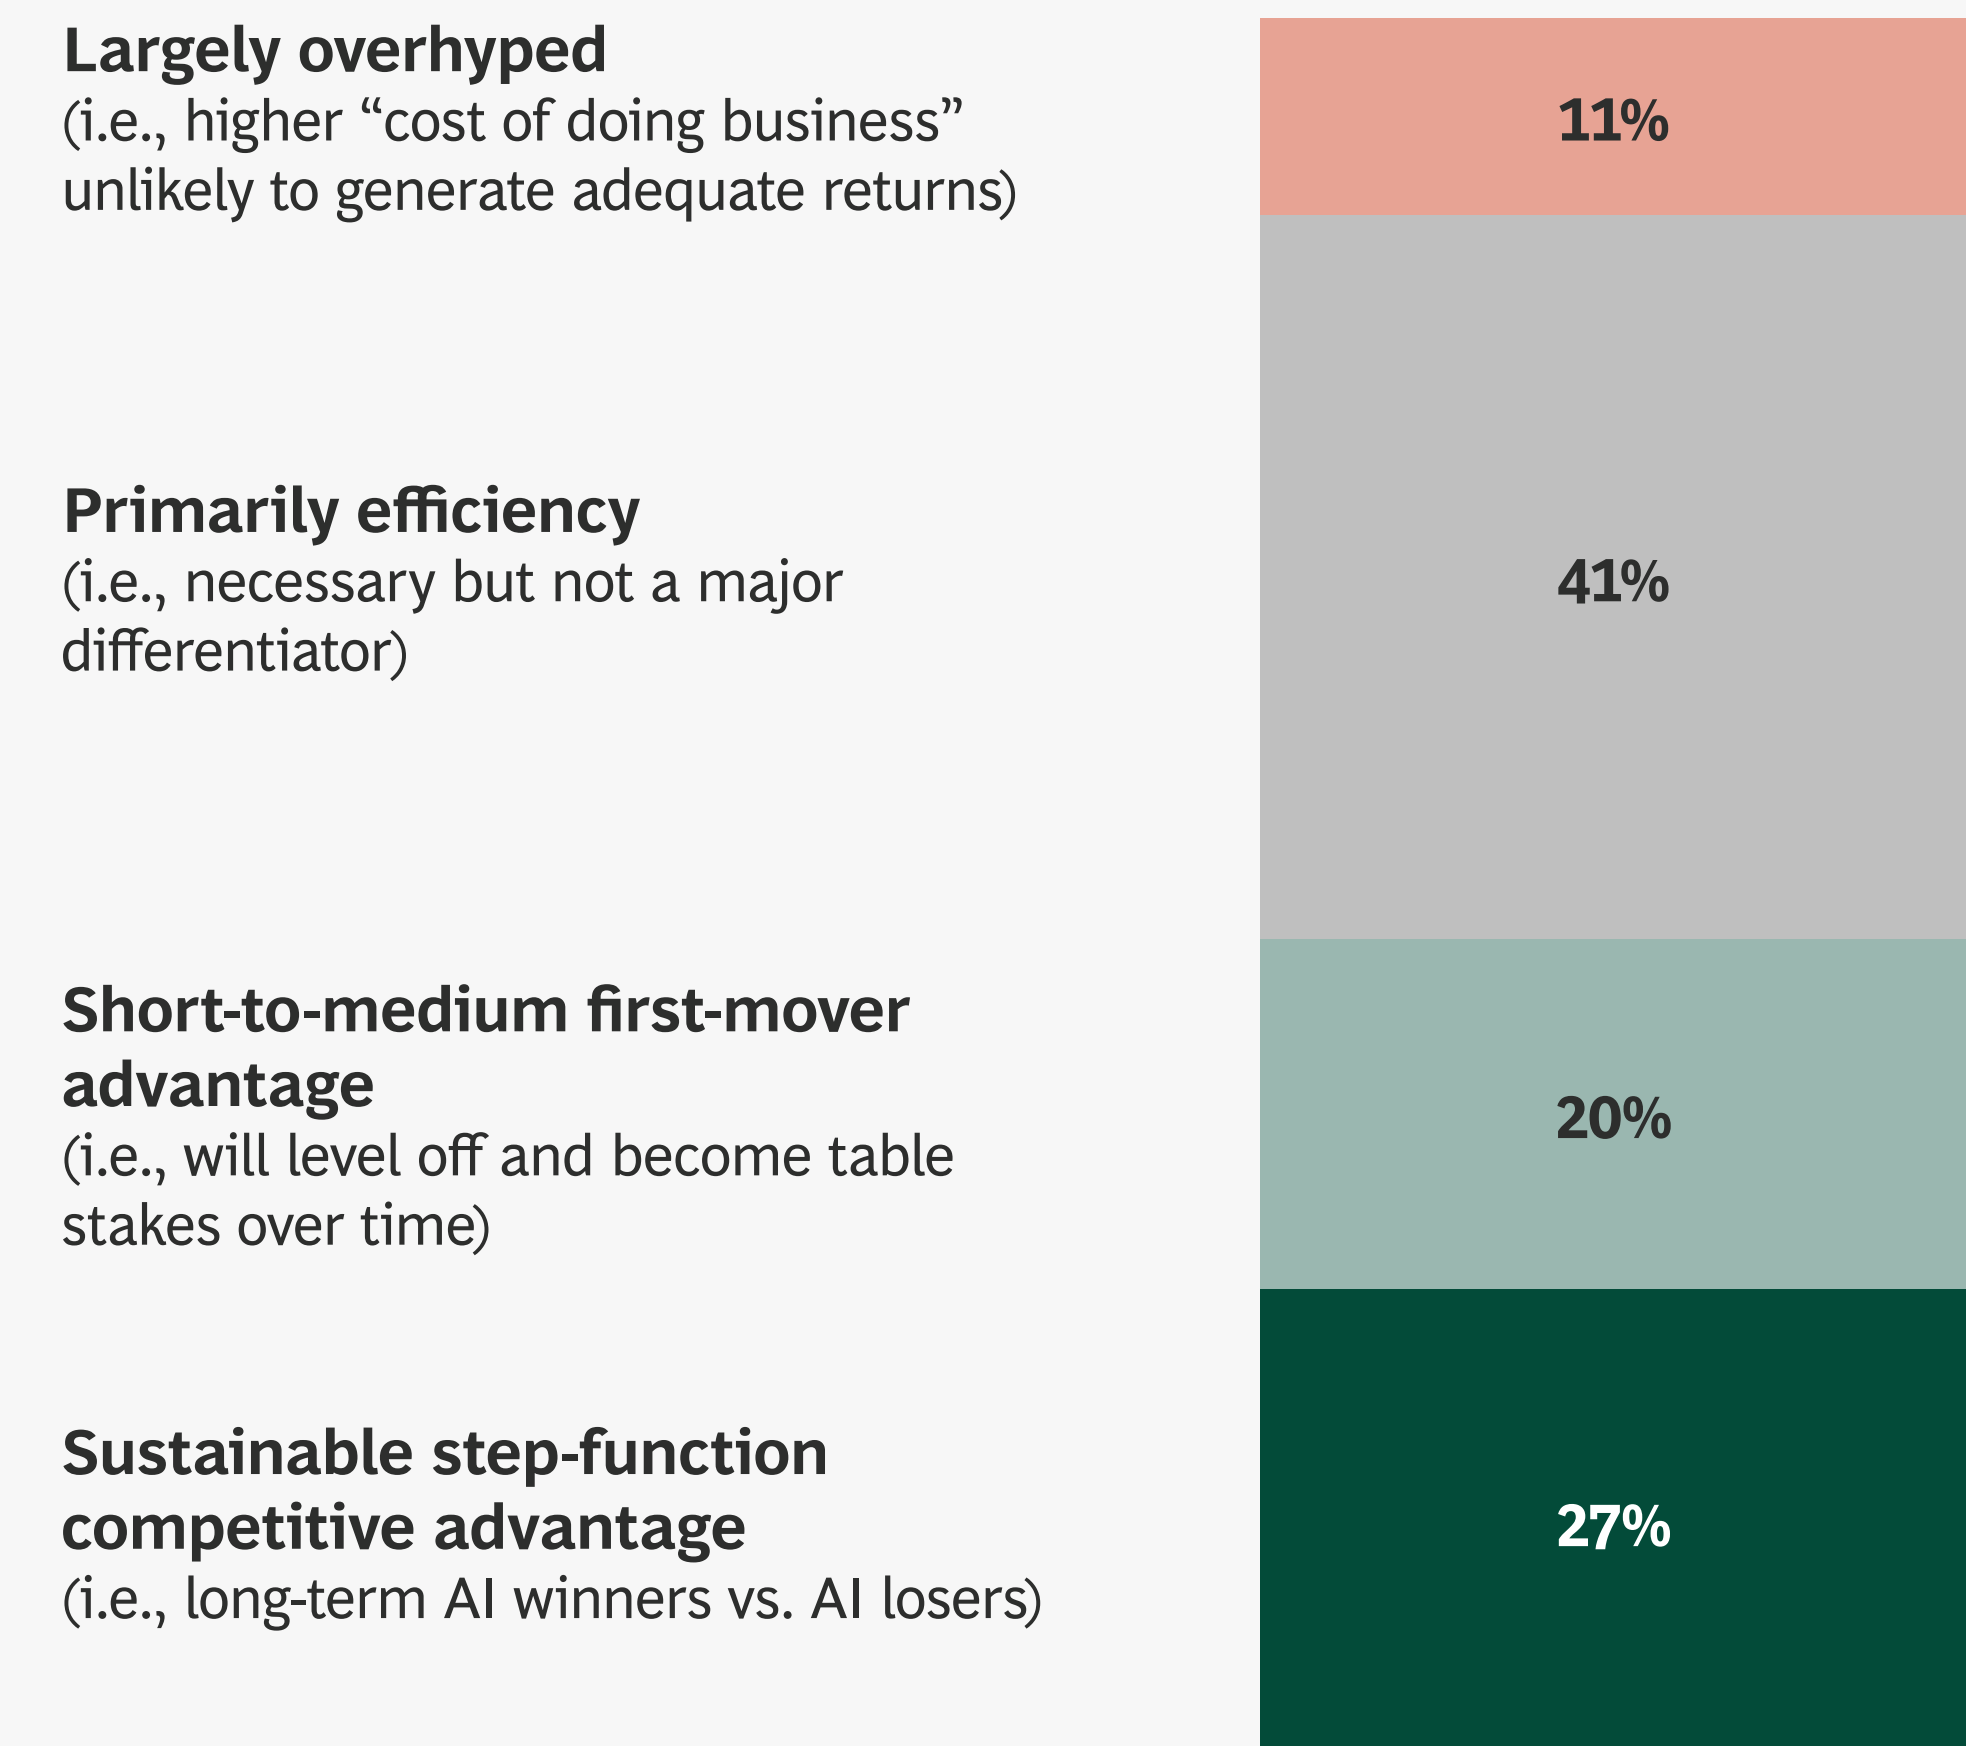 Largely overhyped
(i.e., higher “cost of doing business”
unlikely to generate adequate returns)
11%
Primarily efficiency
(i.e., necessary but not a major
differentiator)
41%
Short-to-medium first-mover
advantage
(i.e., will level off and become table
stakes over time)
20%
Sustainable step-function
competitive advantage
(i.e., long-term AI winners vs. AI losers)
27%